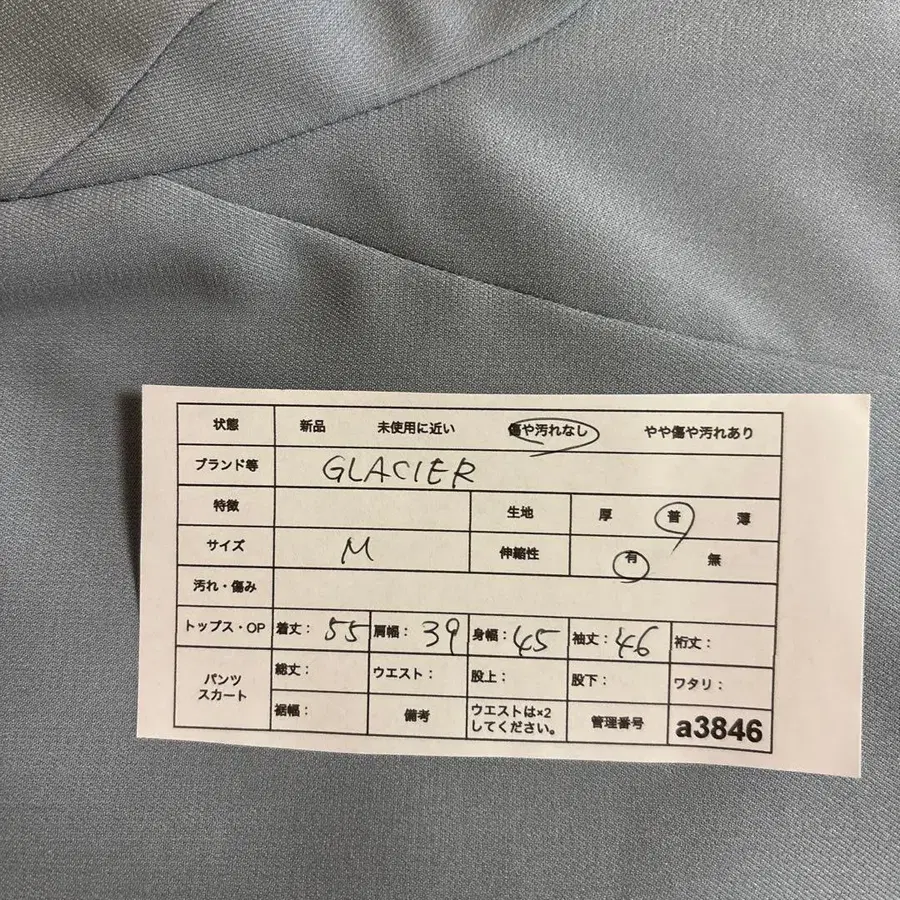 状態 新品 未使用に近い 傷や汚れなし やや傷や汚れあり
ブランド等 GLACIER
特徴 生地 厚 普 薄
サイズ M 伸縮性 有 無
汚れ・傷み
トップス・OP 着丈： 55 肩幅： 39 身幅： 45 袖丈： 46 裄丈：
パンツ
スカート
総丈： ウエスト： 股上： 股下： ワタリ：
裾幅： 備考 ウエストは×2
してください。
管理番号 a3846